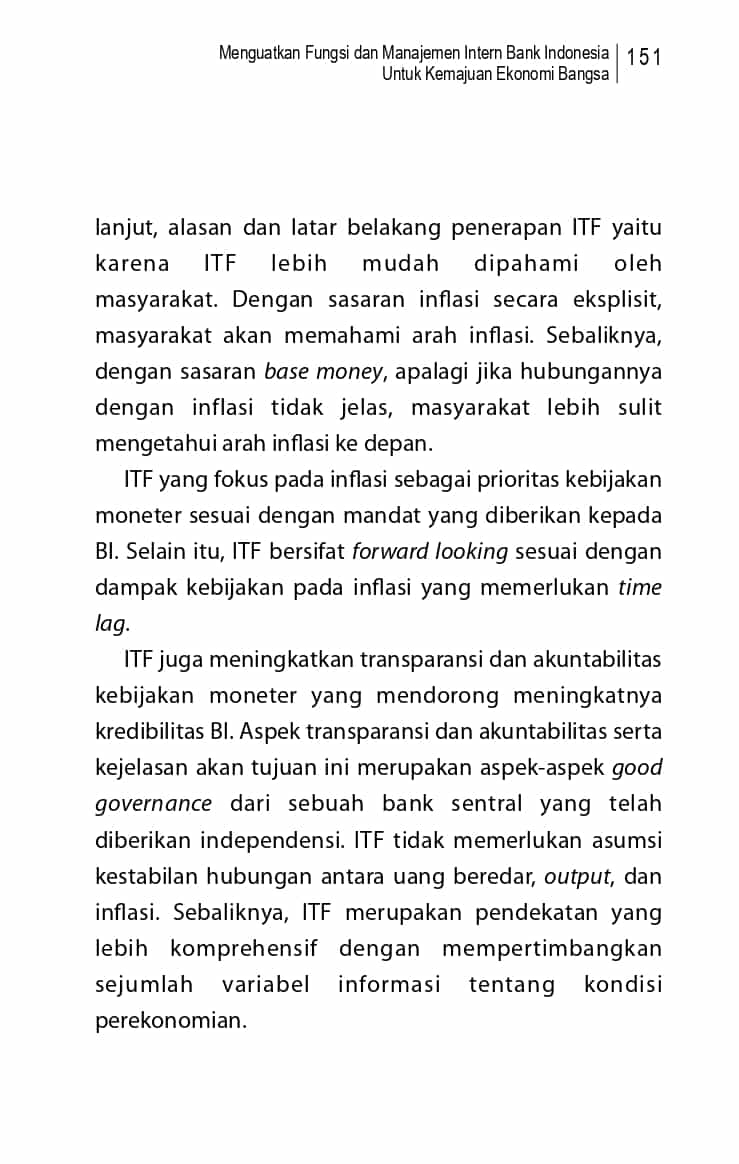 Menguatkan Fungsi dan Manajemen Intern Bank Indonesia
Untuk Kemajuan Ekonomi Bangsa
151
lanjut, alasan dan latar belakang penerapan ITF yaitu
karena ITF lebih mudah dipahami oleh
masyarakat. Dengan sasaran inflasi secara eksplisit,
masyarakat akan memahami arah inflasi. Sebaliknya,
dengan sasaran base money, apalagi jika hubungannya
dengan inflasi tidak jelas, masyarakat lebih sulit
mengetahui arah inflasi ke depan.
ITF yang fokus pada inflasi sebagai prioritas kebijakan
moneter sesuai dengan mandat yang diberikan kepada
BI. Selain itu, ITF bersifat forward looking sesuai dengan
dampak kebijakan pada inflasi yang memerlukan time
lag.
ITF juga meningkatkan transparansi dan akuntabilitas
kebijakan moneter yang mendorong meningkatnya
kredibilitas BI. Aspek transparansi dan akuntabilitas serta
kejelasan akan tujuan ini merupakan aspek-aspek good
governance dari sebuah bank sentral yang telah
diberikan independensi. ITF tidak memerlukan asumsi
kestabilan hubungan antara uang beredar, output, dan
inflasi. Sebaliknya, ITF merupakan pendekatan yang
lebih komprehensif dengan mempertimbangkan
sejumlah variabel informasi tentang kondisi
perekonomian.